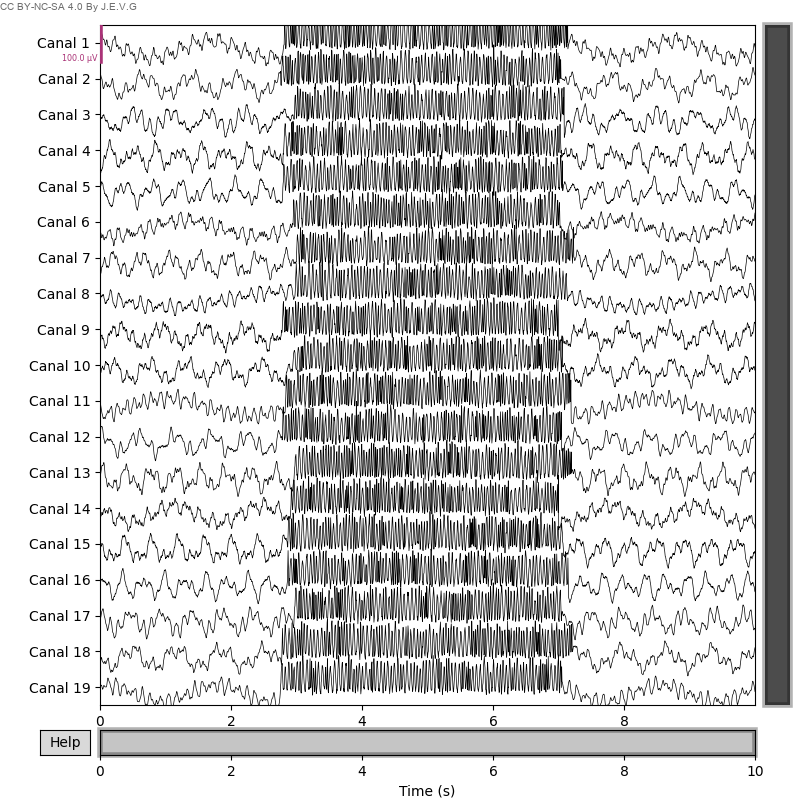 CC BY-NC-SA 4.0 By J.E.V.G
Canal 1
100.0 µV
Canal 2
Canal 3
Canal 4
Canal 5
Canal 6
Canal 7
Canal 8
Canal 9
Canal 10
Canal 11
Canal 12
Canal 13
Canal 14
Canal 15
Canal 16
Canal 17
Canal 18
Canal 19
0 2 4 6 8
Help
0 2 4 6 8 10
Time (s)